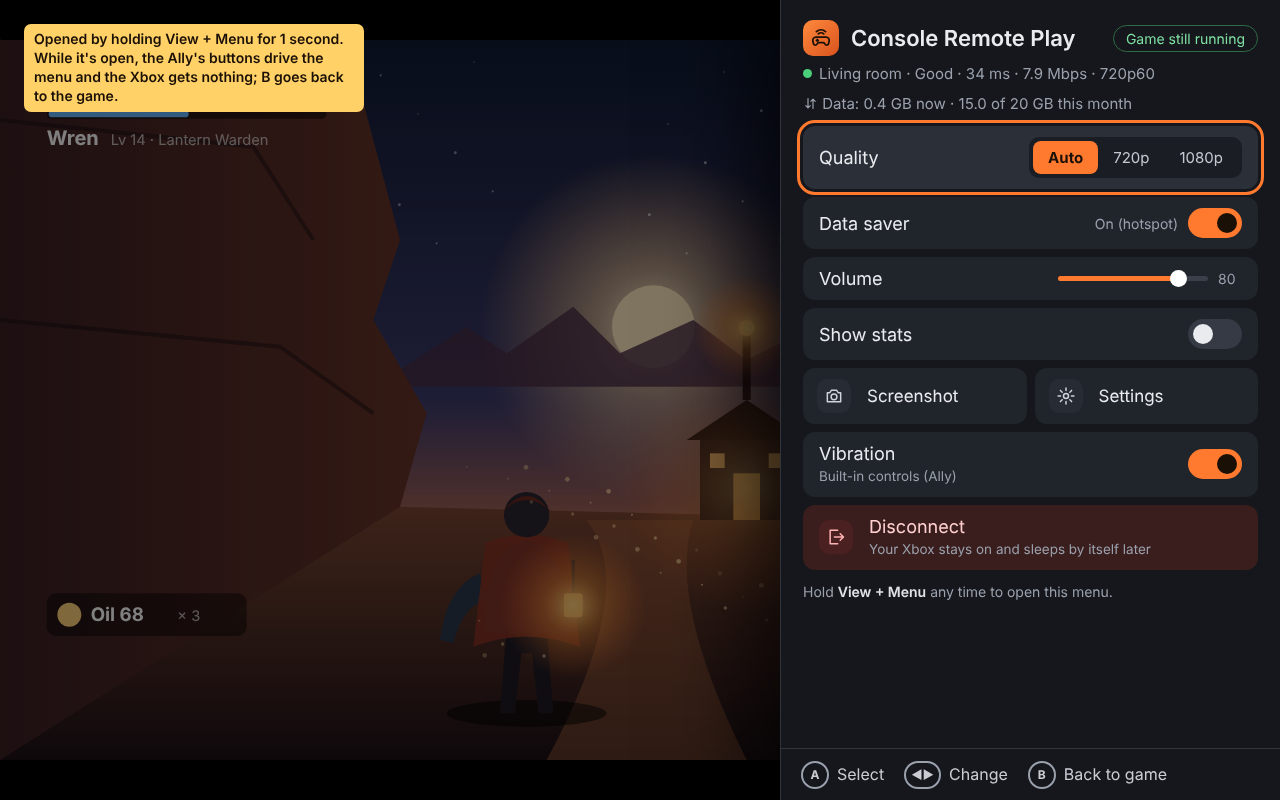 Opened by holding View + Menu for 1 second.
While it's open, the Ally's buttons drive the
menu and the Xbox gets nothing; B goes back
to the game.
Wren Lv 14 · Lantern Warden
Oil 68 × 3
Console Remote Play
Game still running
Living room · Good · 34 ms · 7.9 Mbps · 720p60
Data: 0.4 GB now · 15.0 of 20 GB this month
Quality Auto 720p 1080p
Data saver On (hotspot)
Volume 80
Show stats
Screenshot Settings
Vibration
Built-in controls (Ally)
Disconnect
Your Xbox stays on and sleeps by itself later
Hold View + Menu any time to open this menu.
A Select Change B Back to game